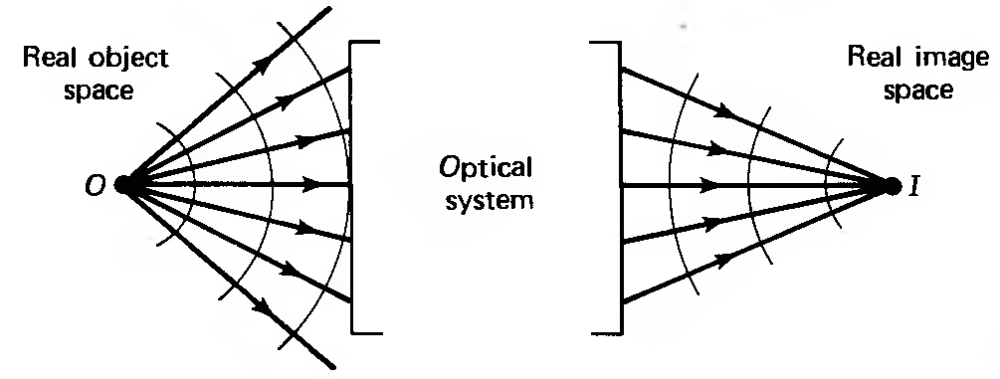 Real object
space
O
Optical
system
Real image
space
I